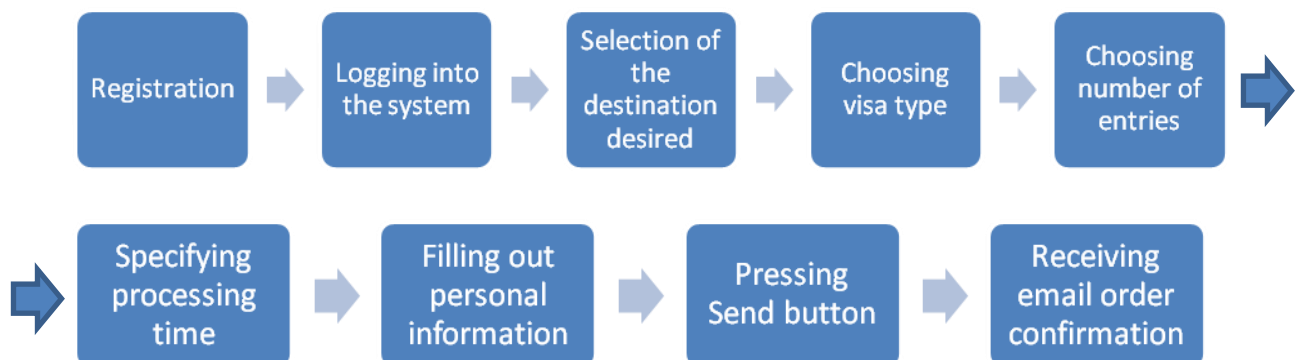 Registration
Logging into
the system
Selection of
the
destination
desired
Choosing
visa type
Choosing
number of
entries
Specifying
processing
time
Filling out
personal
information
Pressing
Send button
Receiving
email order
confirmation